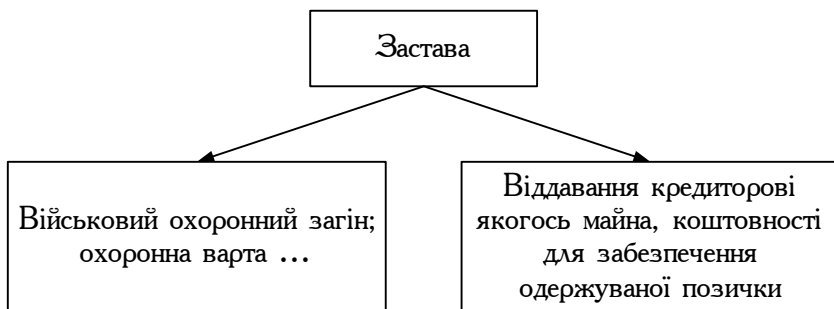 Застава
Військовий охоронний загін;
охоронна варта …
Віддавання кредиторові
якогось майна, коштовності
для забезпечення
одержуваної позички